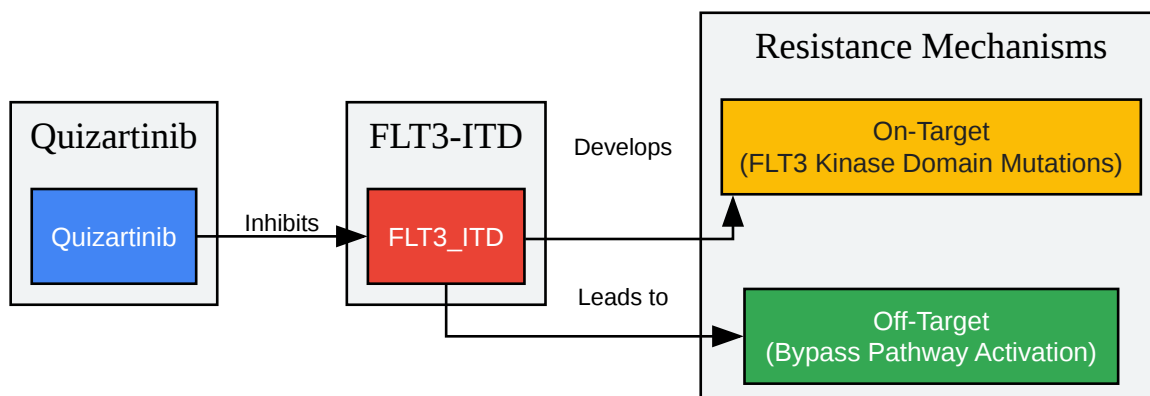 Quizartinib
Quizartinib
Inhibits
FLT3-ITD
FLT3_ITD
Develops
Leads to
Resistance Mechanisms
On-Target
(FLT3 Kinase Domain Mutations)
Off-Target
(Bypass Pathway Activation)